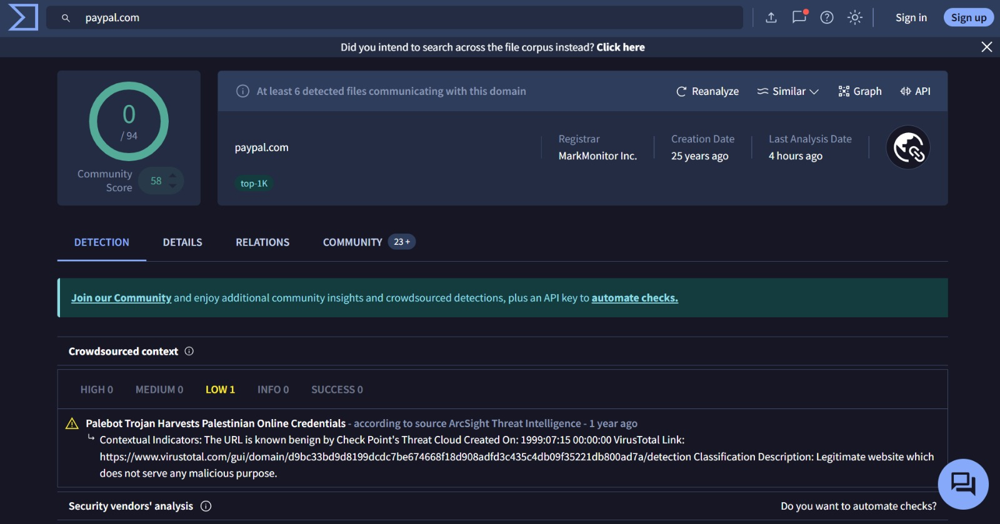 paypal.com
Sign in
Sign up
Did you intend to search across the file corpus instead? Click here
0
/ 94
Community
Score
58
At least 6 detected files communicating with this domain
Reanalyze
Similar
Graph
API
paypal.com
top-1K
Registrar
MarkMonitor Inc.
Creation Date
25 years ago
Last Analysis Date
4 hours ago
DETECTION
DETAILS
RELATIONS
COMMUNITY 23 +
Join our Community and enjoy additional community insights and crowdsourced detections, plus an API key to automate checks.
Crowdsourced context
HIGH 0
MEDIUM 0
LOW 1
INFO 0
SUCCESS 0
Palebot Trojan Harvests Palestinian Online Credentials - according to source ArcSight Threat Intelligence - 1 year ago
Contextual Indicators: The URL is known benign by Check Point's Threat Cloud Created On: 1999:07:15 00:00:00 VirusTotal Link:
https://www.virustotal.com/gui/domain/d9bc33bd9d8199dcdc7be674668f18d908adfd3c435c4db09f35221db800ad7a/detection Classification Description: Legitimate website which
does not serve any malicious purpose.
Security vendors' analysis
Do you want to automate checks?